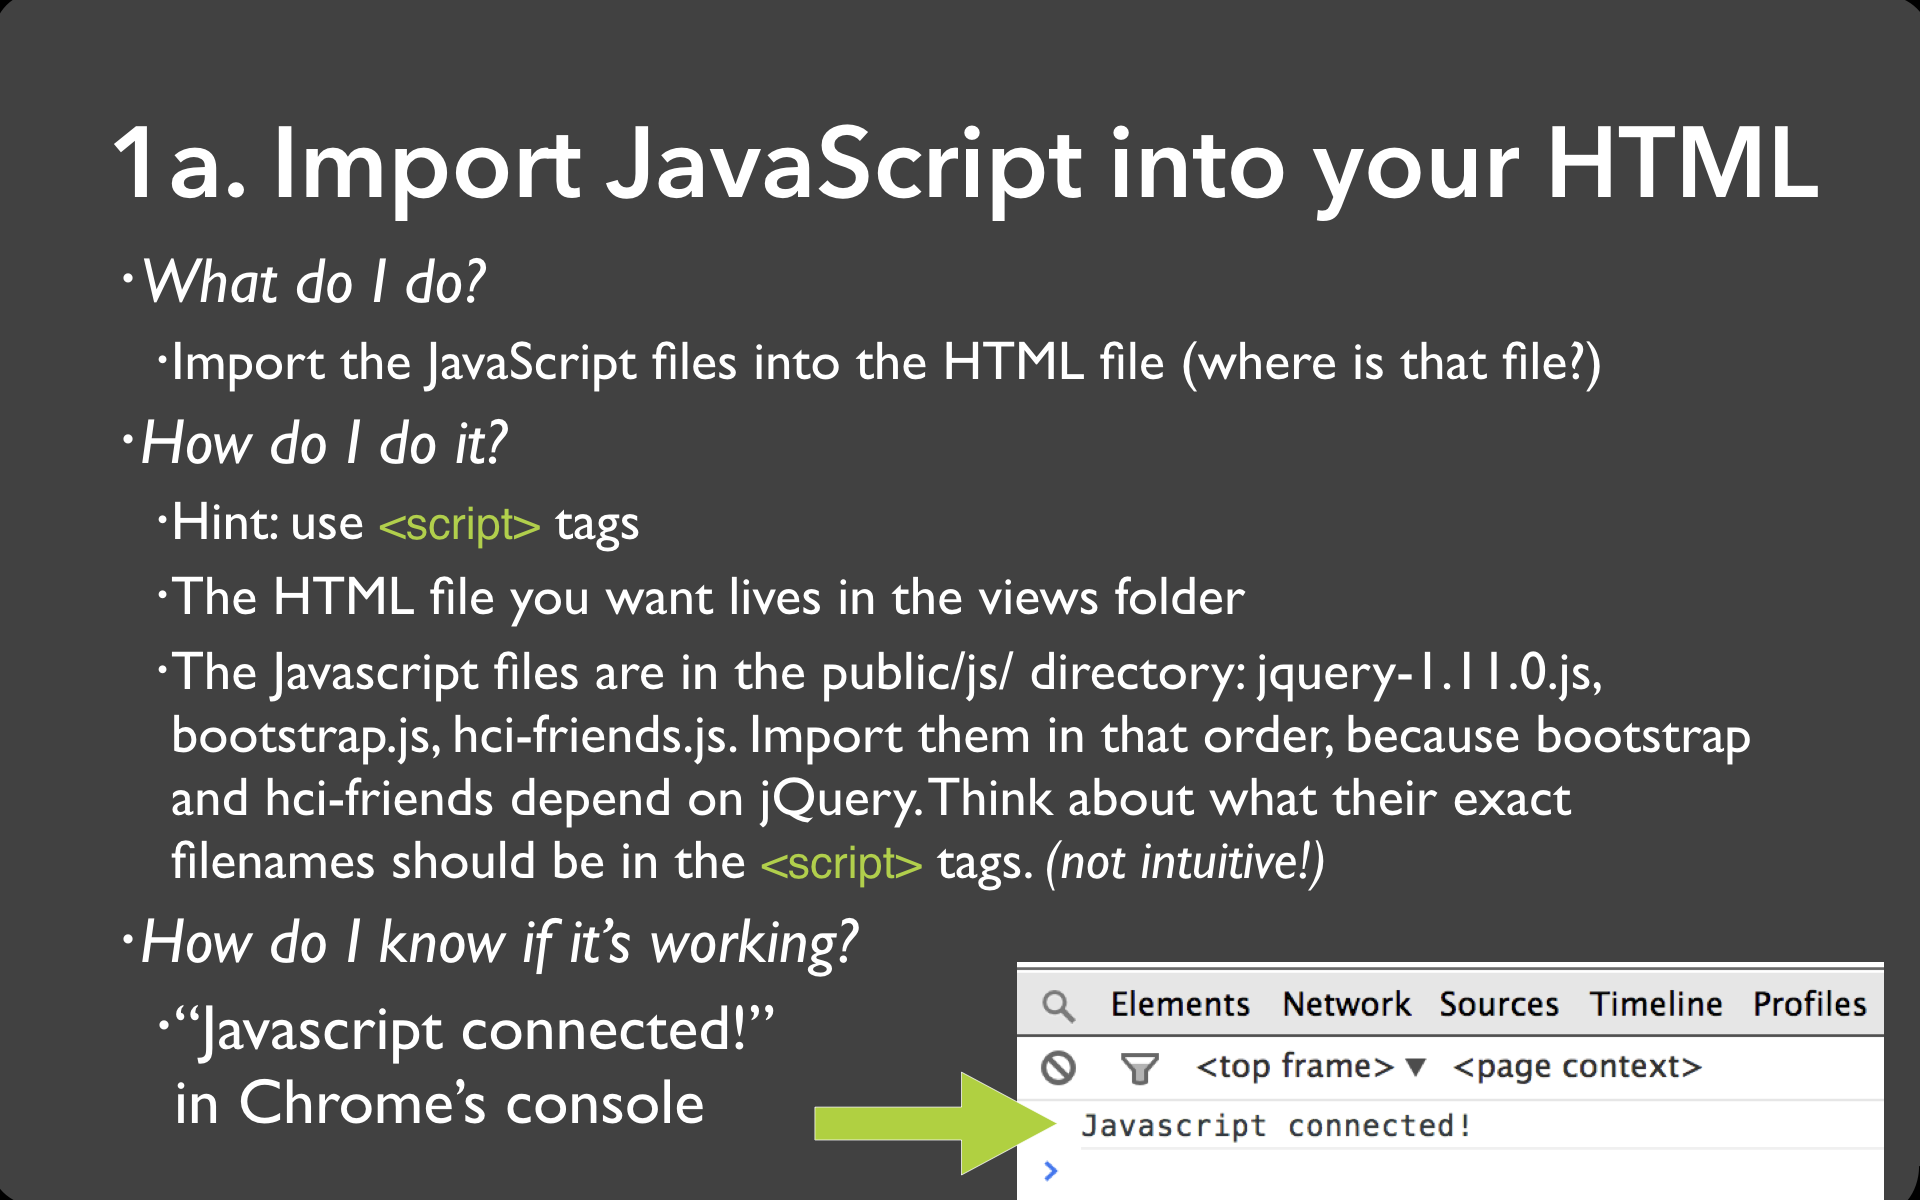 1a. Import JavaScript into your HTML
·What do I do?
·Import the JavaScript files into the HTML file (where is that file?)
·How do I do it?
·Hint: use <script> tags
·The HTML file you want lives in the views folder
·The Javascript files are in the public/js/ directory: jquery-1.11.0.js,
bootstrap.js, hci-friends.js. Import them in that order, because bootstrap
and hci-friends depend on jQuery. Think about what their exact
filenames should be in the <script> tags. (not intuitive!)
·How do I know if it’s working?
·“Javascript connected!”
in Chrome’s console
Elements Network Sources Timeline Profiles
<top frame> ▼ <page context>
Javascript connected!
>